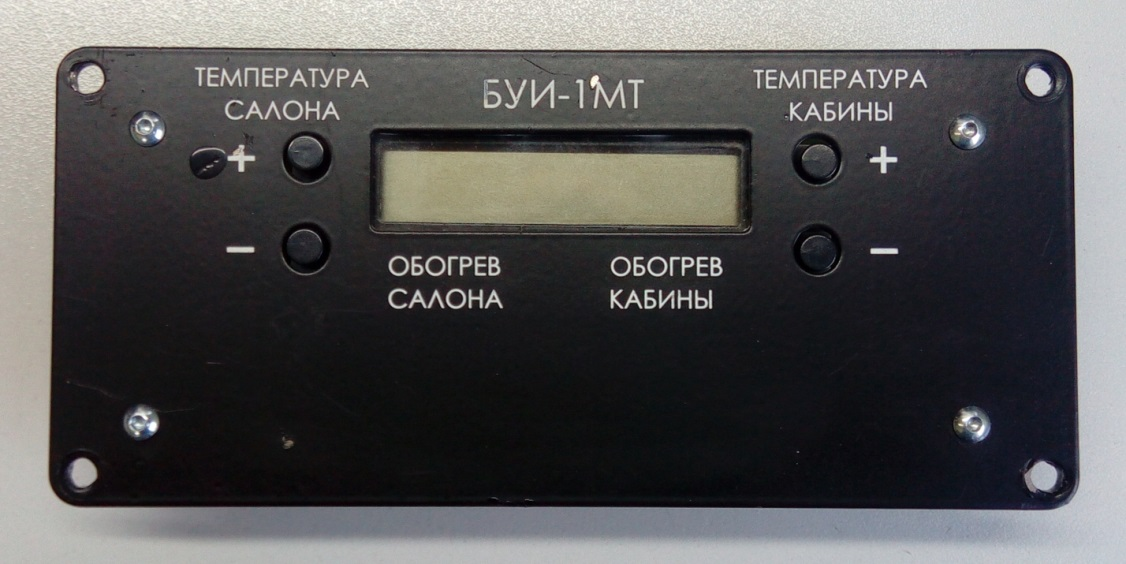 ТЕМПЕРАТУРА
САЛОНА
БУИ-1МТ
ТЕМПЕРАТУРА
КАБИНЫ
+
+
−
−
ОБОГРЕВ
САЛОНА
ОБОГРЕВ
КАБИНЫ